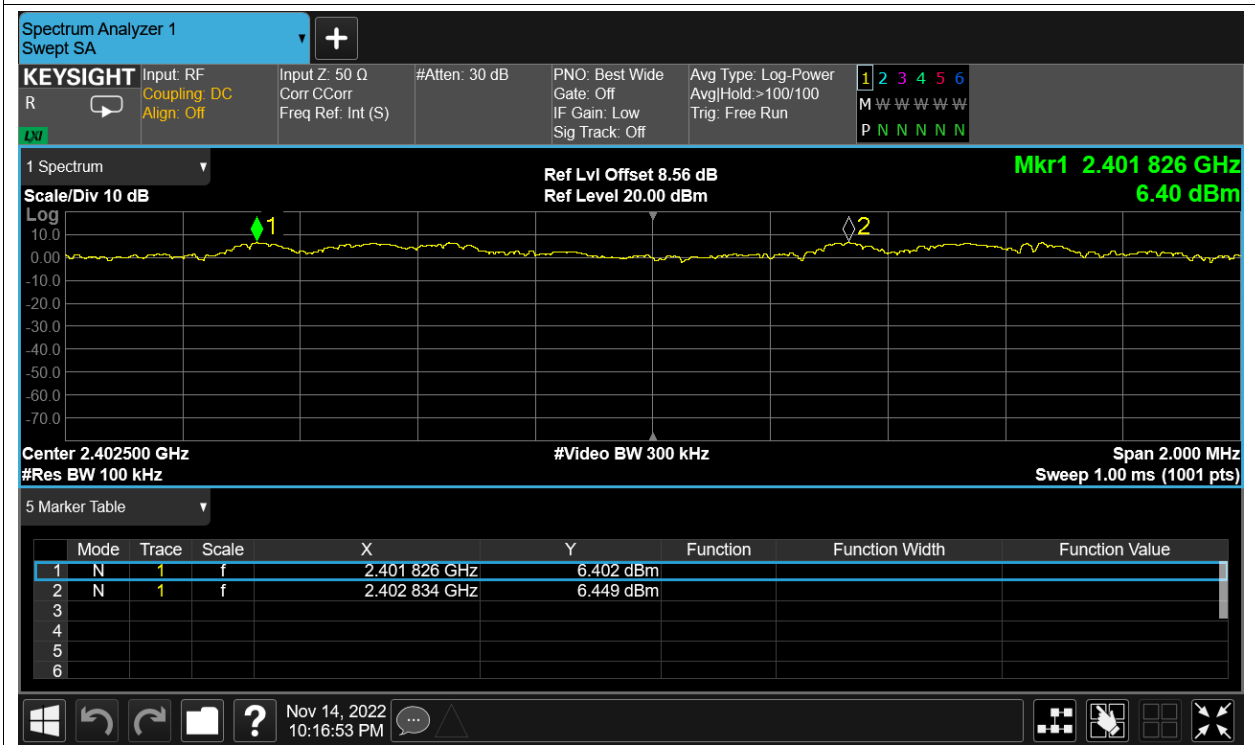 Spectrum Analyzer 1
Swept SA
KEYSIGHT
R
LXI
Input: RF
Coupling: DC
Align: Off
Input Z: 50 Ω
Corr CCorr
Freq Ref: Int (S)
#Atten: 30 dB
PNO: Best Wide
Gate: Off
IF Gain: Low
Sig Track: Off
Avg Type: Log-Power
Avg|Hold:>100/100
Trig: Free Run
1 2 3 4 5 6
M W W W W W W
P N N N N N N
1 Spectrum
Scale/Div 10 dB
Ref Lvl Offset 8.56 dB
Ref Level 20.00 dBm
Mkr1 2.401 826 GHz
6.40 dBm
Log
10.0
0.00
-10.0
-20.0
-30.0
-40.0
-50.0
-60.0
-70.0
1
2
Center 2.402500 GHz
#Res BW 100 kHz
#Video BW 300 kHz
Span 2.000 MHz
Sweep 1.00 ms (1001 pts)
5 Marker Table
Mode Trace Scale X Y Function Function Width Function Value
1 N 1 f 2.401 826 GHz 6.402 dBm
2 N 1 f 2.402 834 GHz 6.449 dBm
3
4
5
6
?
Nov 14, 2022
10:16:53 PM